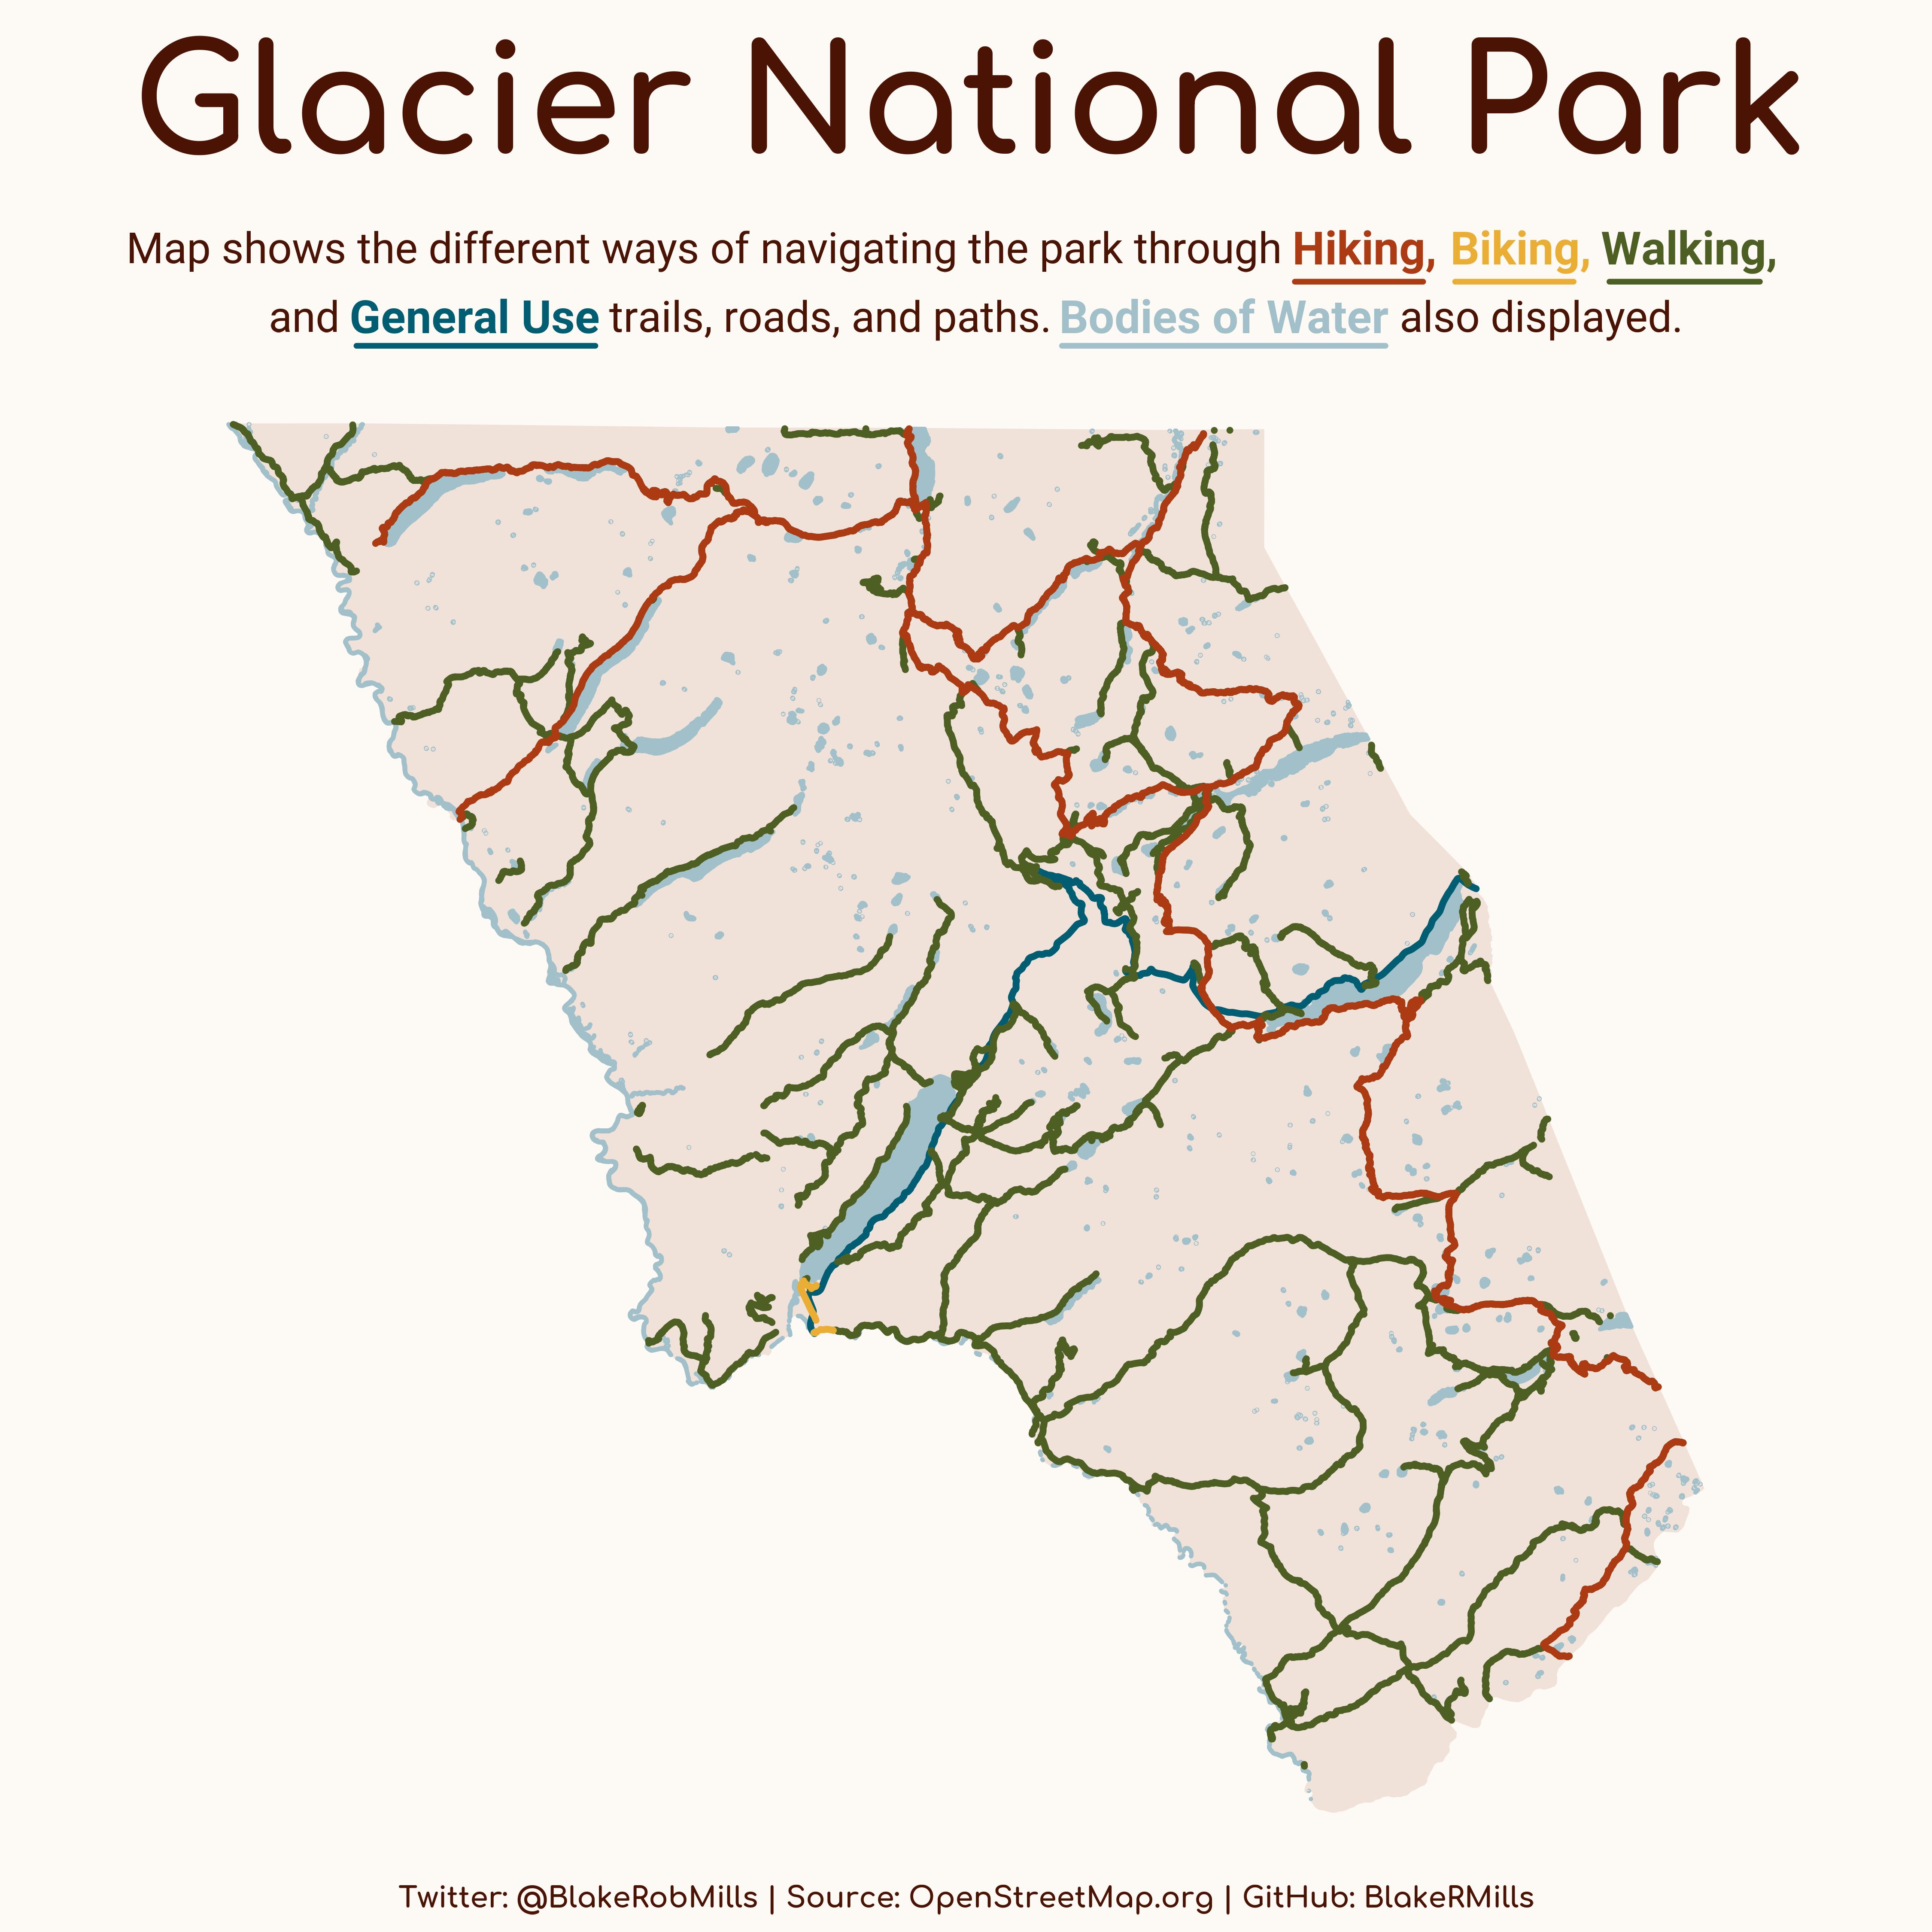 Glacier National Park
Map shows the different ways of navigating the park through Hiking, Biking, Walking,
and General Use trails, roads, and paths. Bodies of Water also displayed.
Twitter: @BlakeRobMills | Source: OpenStreetMap.org | GitHub: BlakeRMills